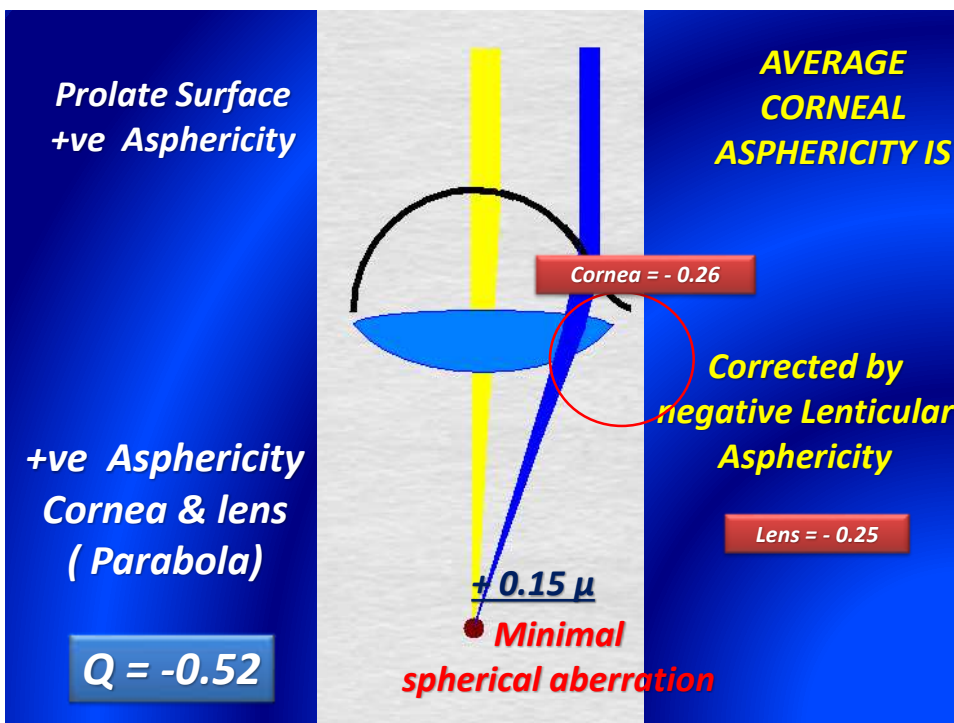 Prolate Surface
+ve Asphericity
+ve Asphericity
Cornea & lens
( Parabola)
Q = -0.52
Cornea = - 0.26
+ 0.15 µ
Minimal
spherical aberration
AVERAGE
CORNEAL
ASPHERICITY IS
Corrected by
negative Lenticular
Asphericity
Lens = - 0.25